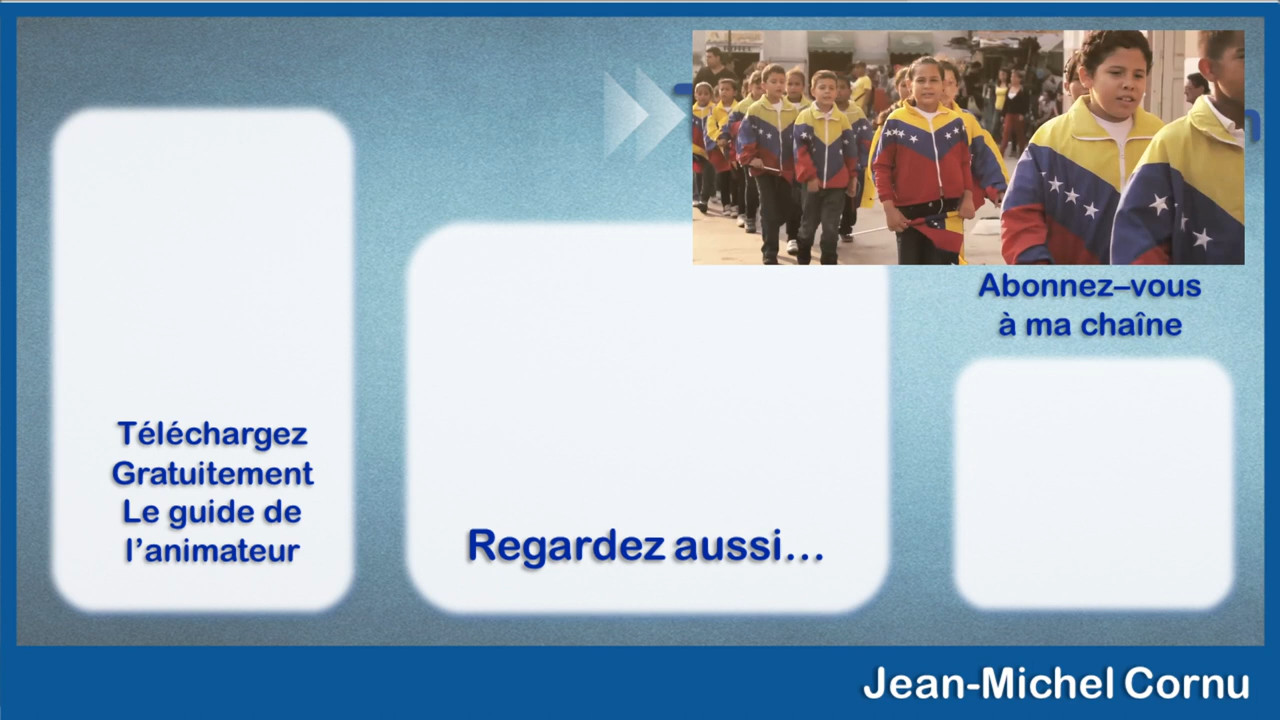 Téléchargez
Gratuitement
Le guide de
l’animateur
Regardez aussi…
Abonnez–vous
à ma chaîne
Jean-Michel Cornu